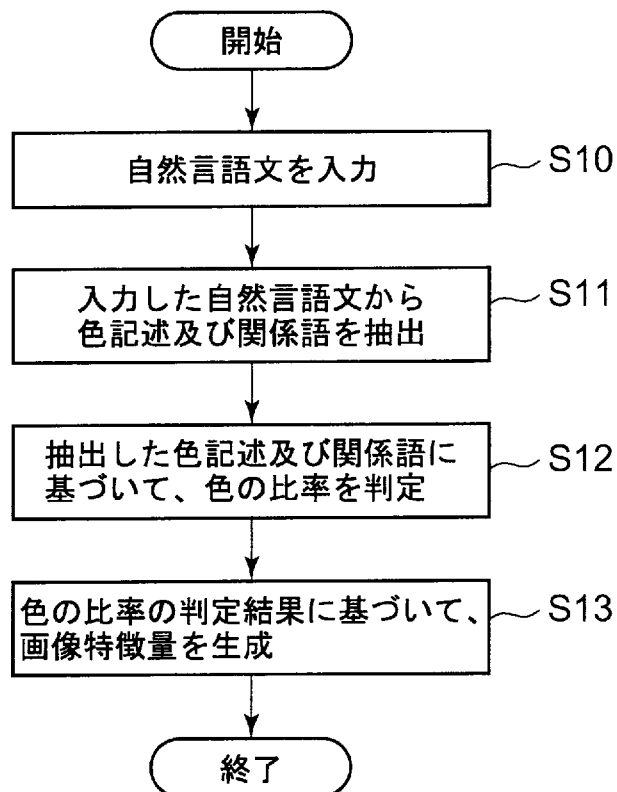 開始
自然言語文を入力
S10
入力した自然言語文から
色記述及び関係語を抽出
S11
抽出した色記述及び関係語に
基づいて、色の比率を判定
S12
色の比率の判定結果に基づいて、
画像特徴量を生成
S13
終了